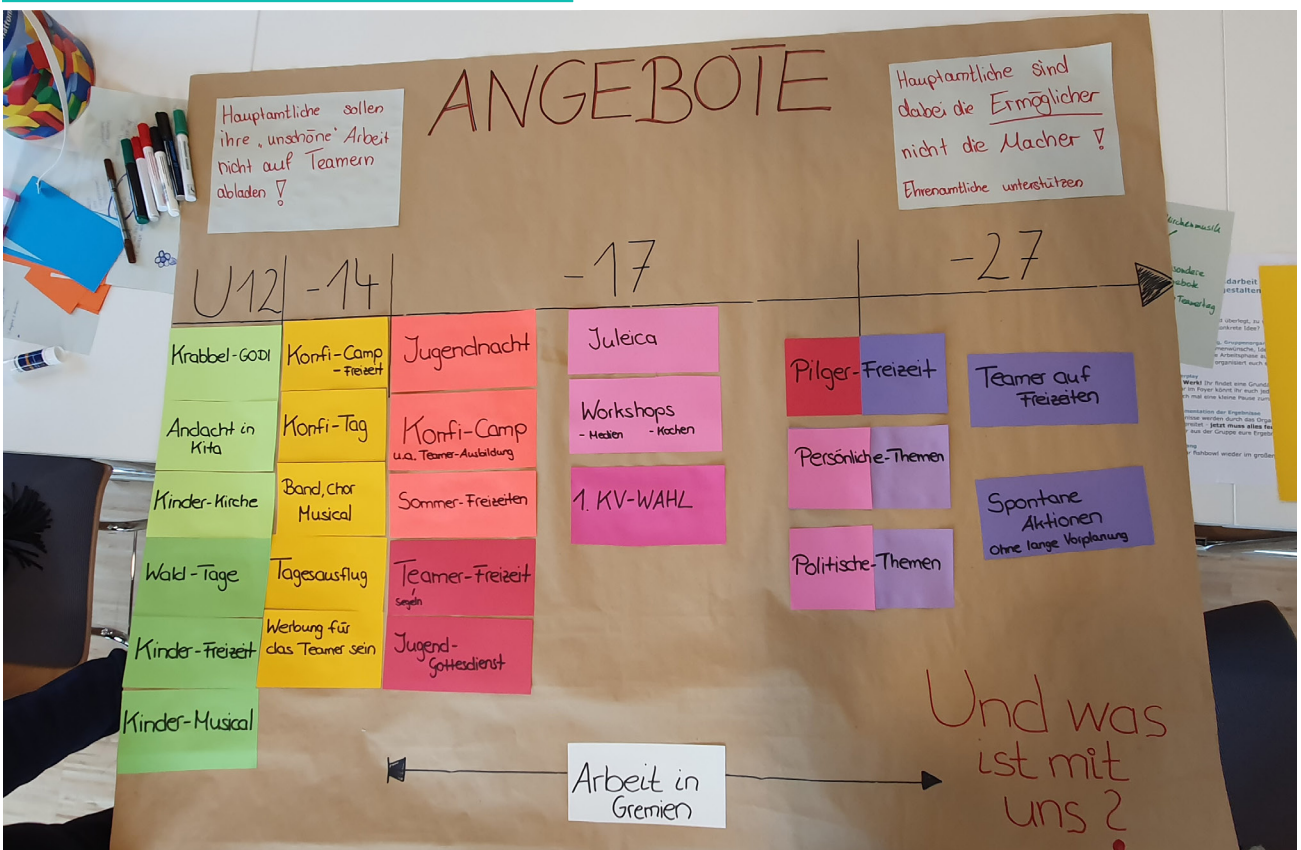 ANGEBOTE
Hauptamtliche sollen
ihre „unschöne" Arbeit
nicht auf Teamern
abladen !
Hauptamtliche sind
dabei die Ermöglicher
nicht die Macher !
Ehrenamtliche unterstützen
U12
-14
-17
-27
Krabbel-GODI
Andacht in
Kita
Kinder-Kirche
Wald-Tage
Kinder-Freizeit
Kinder-Musical
Konfi-Camp
- Freizeit
Konfi-Tag
Band, Chor
Musical
Tagesausflug
Werbung für
das Teamer sein
Jugendnacht
Konfi-Camp
u.a. Teamer-Ausbildung
Sommer-Freizeiten
Teamer-Freizeit
segeln
Jugend-
-Gottesdienst
Juleica
Workshops
- Medien - Kochen
1. KV-WAHL
Pilger-Freizeit
Persönliche-Themen
Politische-Themen
Teamer auf
Freizeiten
Spontane
Aktionen
Ohne lange Vorplanung
Arbeit in
Gremien
Und was
ist mit
uns ?
Teamertag